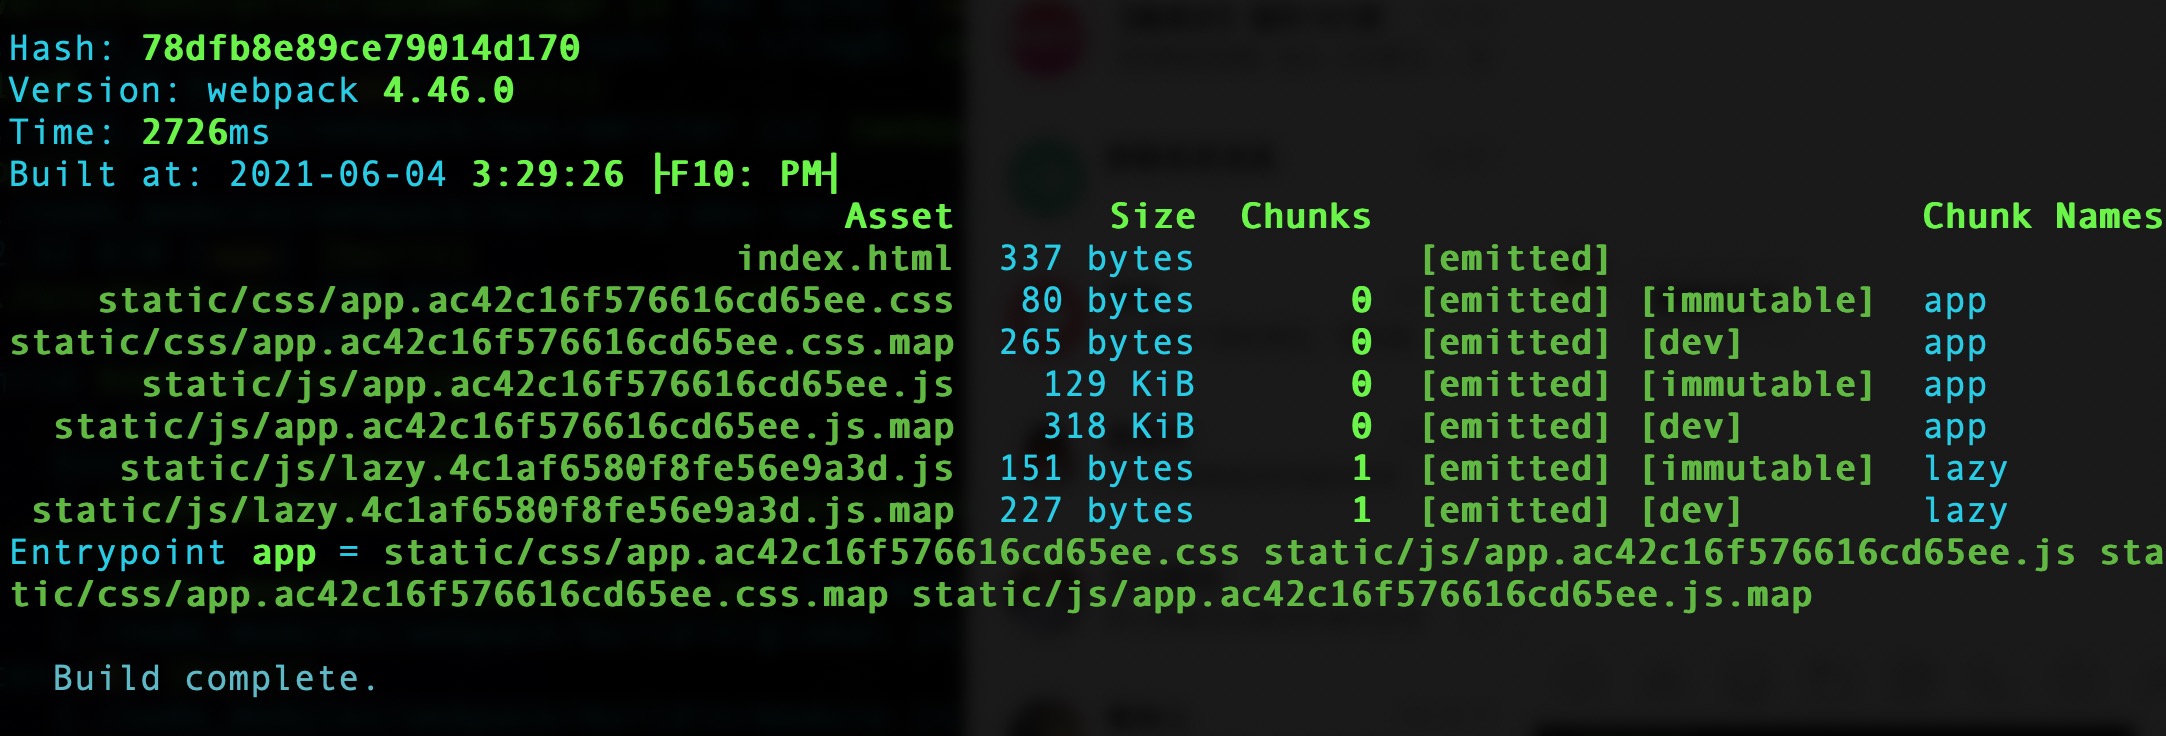 Hash: 78dfb8e89ce79014d170
Version: webpack 4.46.0
Time: 2726ms
Built at: 2021-06-04 3:29:26 ├F10: PM┤
Asset Size Chunks Chunk Names
index.html 337 bytes [emitted]
static/css/app.ac42c16f576616cd65ee.css 80 bytes 0 [emitted] [immutable] app
static/css/app.ac42c16f576616cd65ee.css.map 265 bytes 0 [emitted] [dev] app
static/js/app.ac42c16f576616cd65ee.js 129 KiB 0 [emitted] [immutable] app
static/js/app.ac42c16f576616cd65ee.js.map 318 KiB 0 [emitted] [dev] app
static/js/lazy.4c1af6580f8fe56e9a3d.js 151 bytes 1 [emitted] [immutable] lazy
static/js/lazy.4c1af6580f8fe56e9a3d.js.map 227 bytes 1 [emitted] [dev] lazy
Entrypoint app = static/css/app.ac42c16f576616cd65ee.css static/js/app.ac42c16f576616cd65ee.js sta
tic/css/app.ac42c16f576616cd65ee.css.map static/js/app.ac42c16f576616cd65ee.js.map
Build complete.